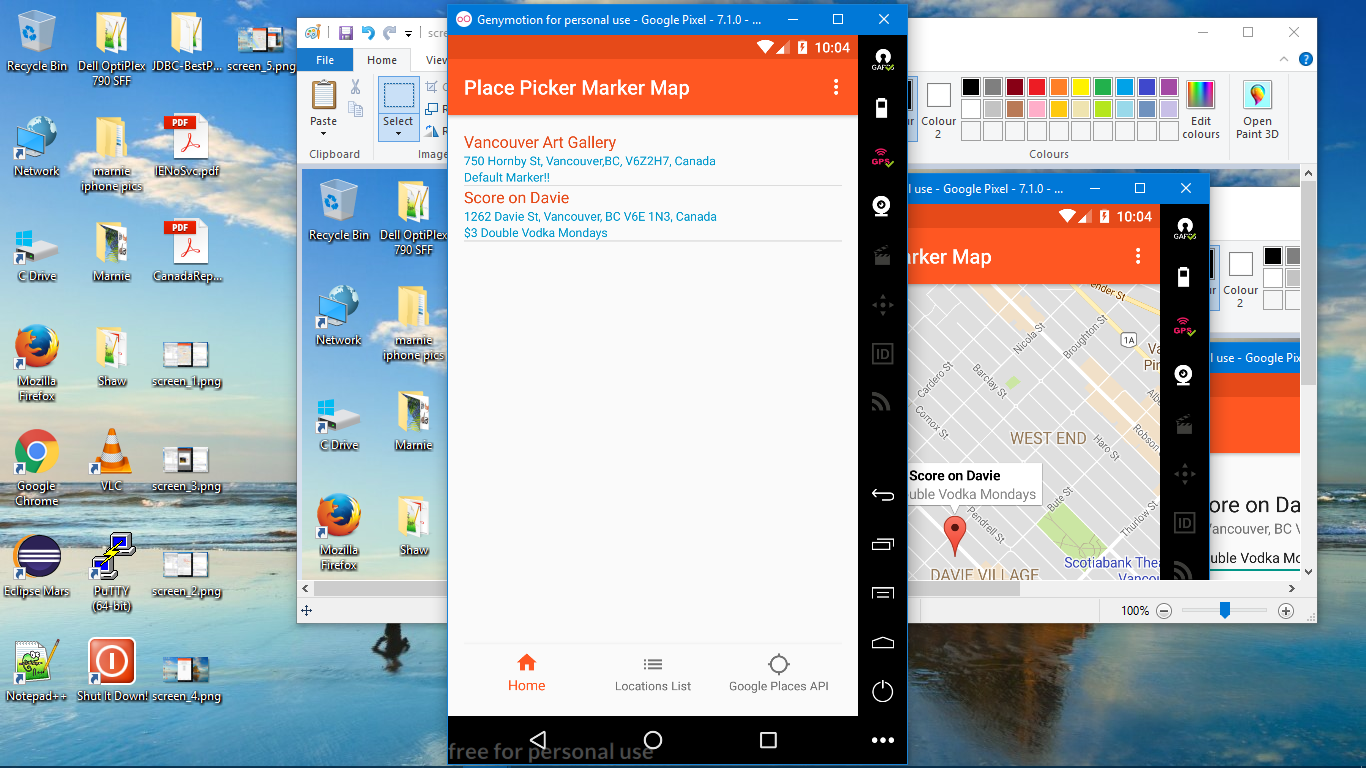 Recycle Bin
Dell OptiPlex
790 SFF
JDBC-BestP...
screen_5.png
Network
marnie
iphone pics
PDF
IENoSvc.pdf
C Drive
Marnie
PDF
CanadaRep...
Mozilla
Firefox
Shaw
screen_1.png
Google
Chrome
VLC
screen_3.png
Eclipse Mars
PuTTY
(64-bit)
screen_2.png
Notepad++
Shut It Down!
screen_4.png
File
Home
Paste
Select
Clipboard
Recycle Bin
Dell OptiPlex
790 SFF
Network
marnie
iphone pics
C Drive
Marnie
Mozilla
Firefox
Shaw
Genymotion for personal use - Google Pixel - 7.1.0 - ...
10:04
Place Picker Marker Map
Vancouver Art Gallery
750 Hornby St, Vancouver,BC, V6Z2H7, Canada
Default Marker!!
Score on Davie
1262 Davie St, Vancouver, BC V6E 1N3, Canada
$3 Double Vodka Mondays
Home
Locations List
Google Places API
free for personal use
GPS
ID
Colour
2
Edit
colours
Open
Paint 3D
Colours
l use - Google Pixel - 7.1.0 - ...
10:04
rker Map
GPS
ID
nder St
1A
Nicola St
Broughton St
Cardero St
Barclay St
Comox St
WEST END
Haro St
Robson
Score on Davie
uble Vodka Mondays
Bute St
Pendrell St
Thurlow St
Scotiabank Thea
Vancou
DAVIE VILLAGE
Colour
2
l use - Google Pix
ore on Da
Vancouver, BC V
ouble Vodka Mo
100%